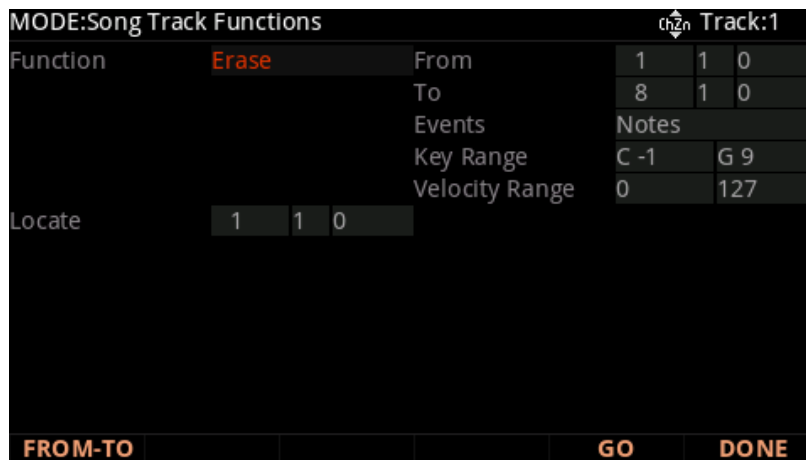 MODE:Song Track Functions ChZn Track:1
Function Erase From 1 1 0
To 8 1 0
Events Notes
Key Range C -1 G 9
Velocity Range 0 127
Locate 1 1 0
FROM-TO GO DONE